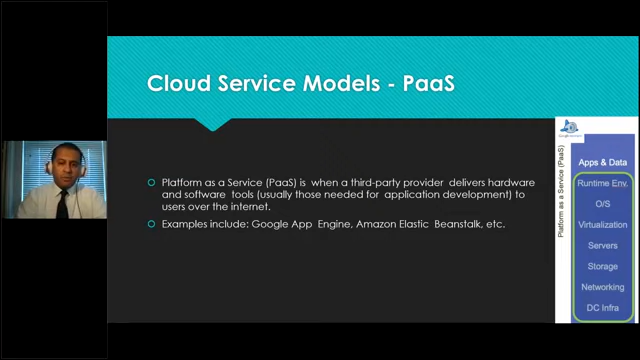 Cloud Service Models - PaaS
Platform as a Service (PaaS) is when a third-party provider delivers hardware
and software tools (usually those needed for application development) to
users over the internet.
Examples include: Google App Engine, Amazon Elastic Beanstalk, etc.
Platform as a Service (PaaS)
Apps & Data
Runtime Env.
O/S
Virtualization
Servers
Storage
Networking
DC Infra